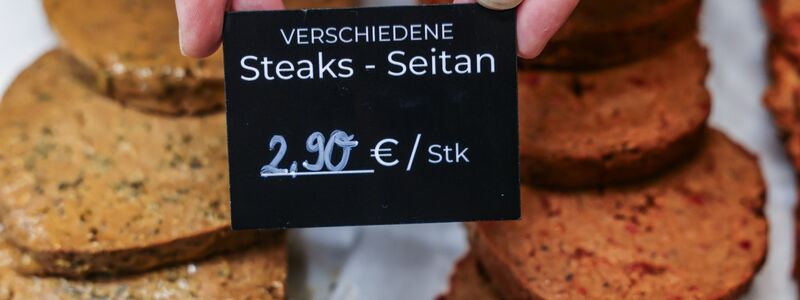 VERSCHIEDENE
Steaks - Seitan
2,90 € / Stk